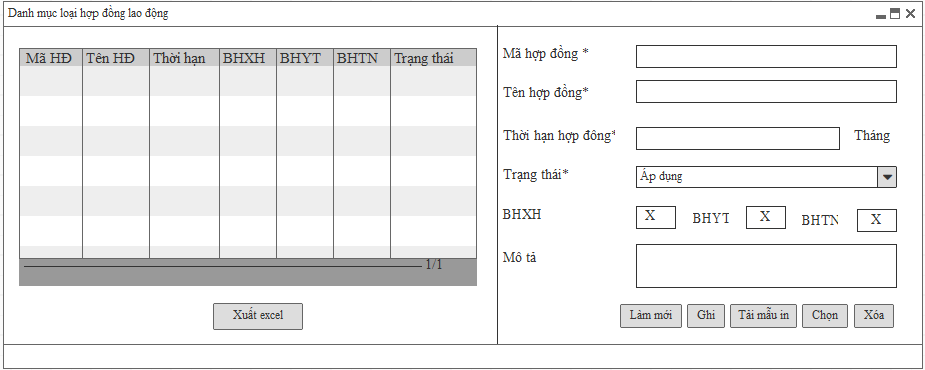 Danh mục loại hợp đồng lao động
Mã HĐ Tên HĐ Thời hạn BHXH BHYT BHTN Trạng thái
1/1
Xuất excel
Mã hợp đồng *
Tên hợp đồng*
Thời hạn hợp đông* Tháng
Trạng thái* Áp dụng
BHXH X BHYT X BHTN X
Mô tả
Làm mới Ghi Tải mẫu in Chọn Xóa